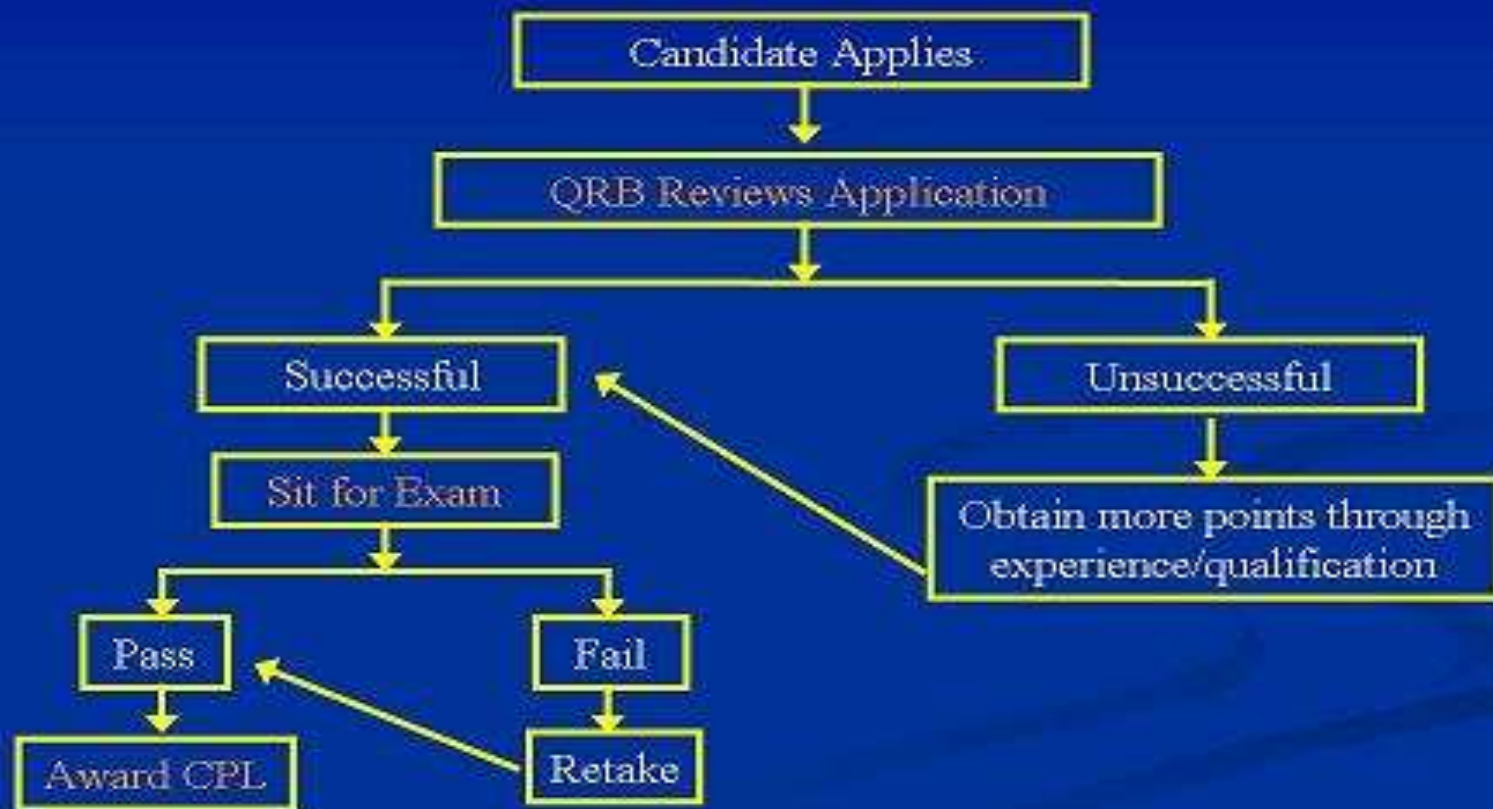 Candidate Applies
QRB Reviews Application
Successful
Unsuccessful
Sit for Exam
Obtain more points through
experience/qualification
Pass
Fail
Award CPL
Retake